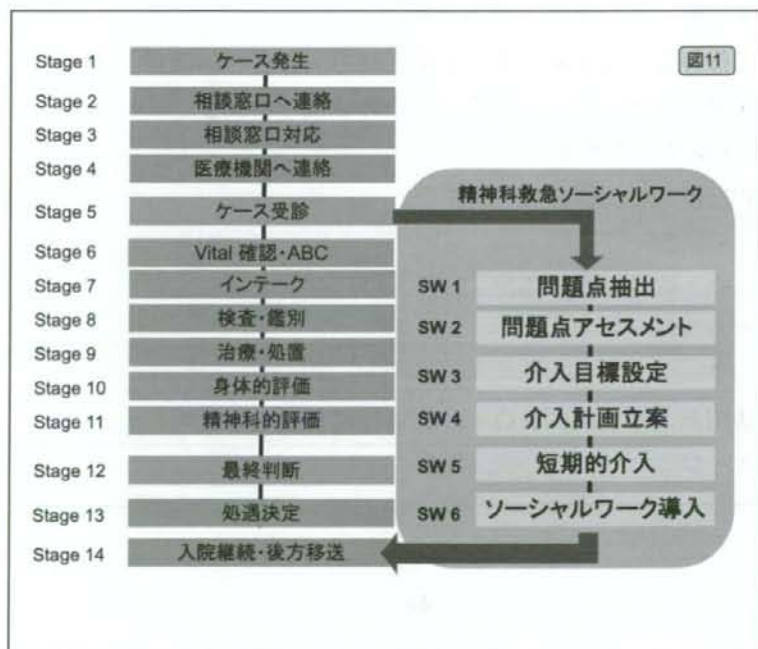 図11
Stage 1 ケース発生
Stage 2 相談窓口へ連絡
Stage 3 相談窓口対応
Stage 4 医療機関へ連絡
Stage 5 ケース受診
Stage 6 Vital 確認・ABC
Stage 7 インテーク
Stage 8 検査・鑑別
Stage 9 治療・処置
Stage 10 身体的評価
Stage 11 精神科的評価
Stage 12 最終判断
Stage 13 処遇決定
Stage 14 入院継続・後方移送
精神科救急ソーシャルワーク
SW 1 問題点抽出
SW 2 問題点アセスメント
SW 3 介入目標設定
SW 4 介入計画立案
SW 5 短期的介入
SW 6 ソーシャルワーク導入